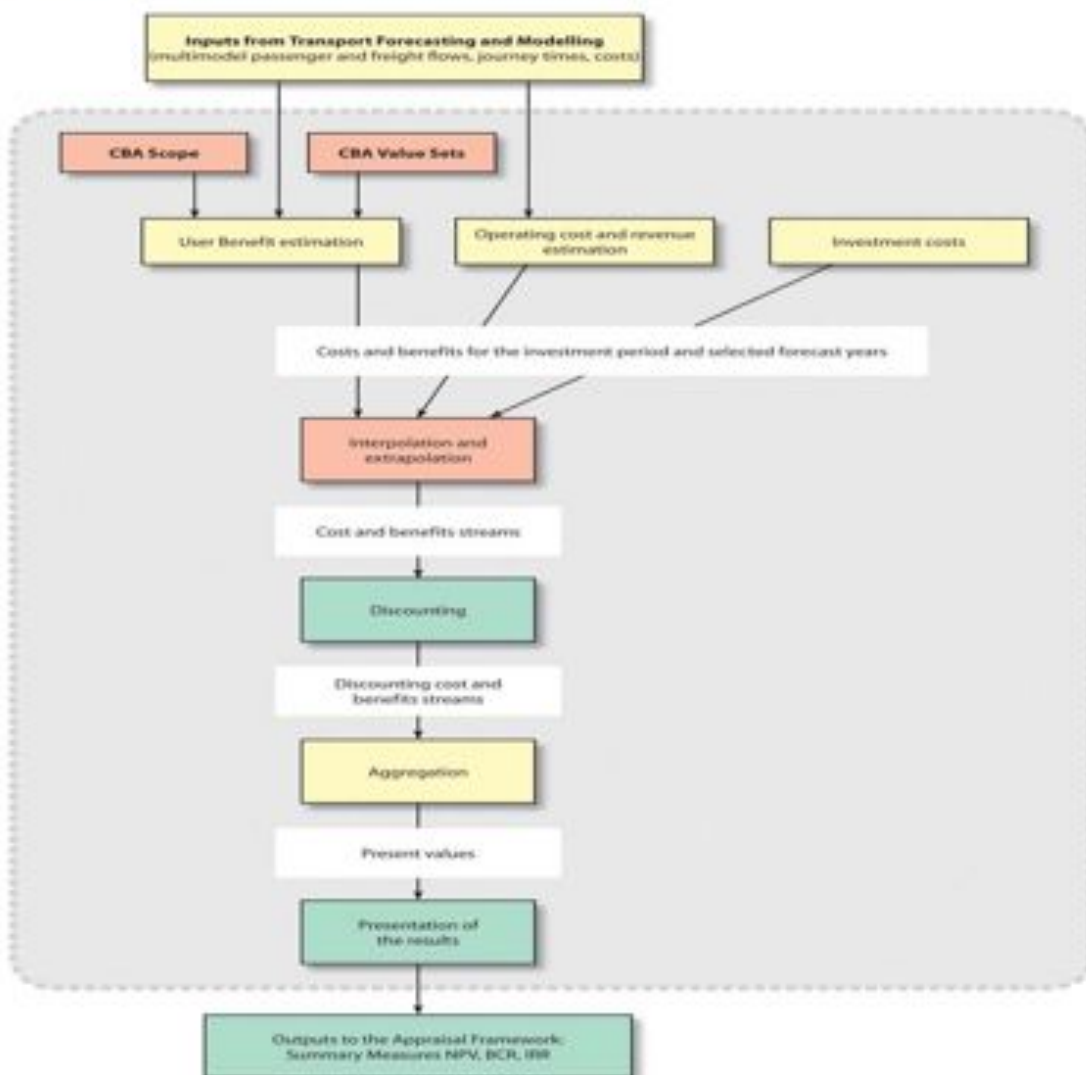 Inputs from Transport Forecasting and Modelling
(multimodel passenger and freight flows, journey times, costs)
CBA Scope
CBA Value Sets
User Benefit estimation
Operating cost and revenue
estimation
Investment costs
Costs and benefits for the investment period and selected forecast years
Interpolation and
extrapolation
Cost and benefits streams
Discounting
Discounting cost and
benefits streams
Aggregation
Present values
Presentation of
the results
Outputs to the Appraisal Framework:
Summary Measures NPV, BCR, IRR